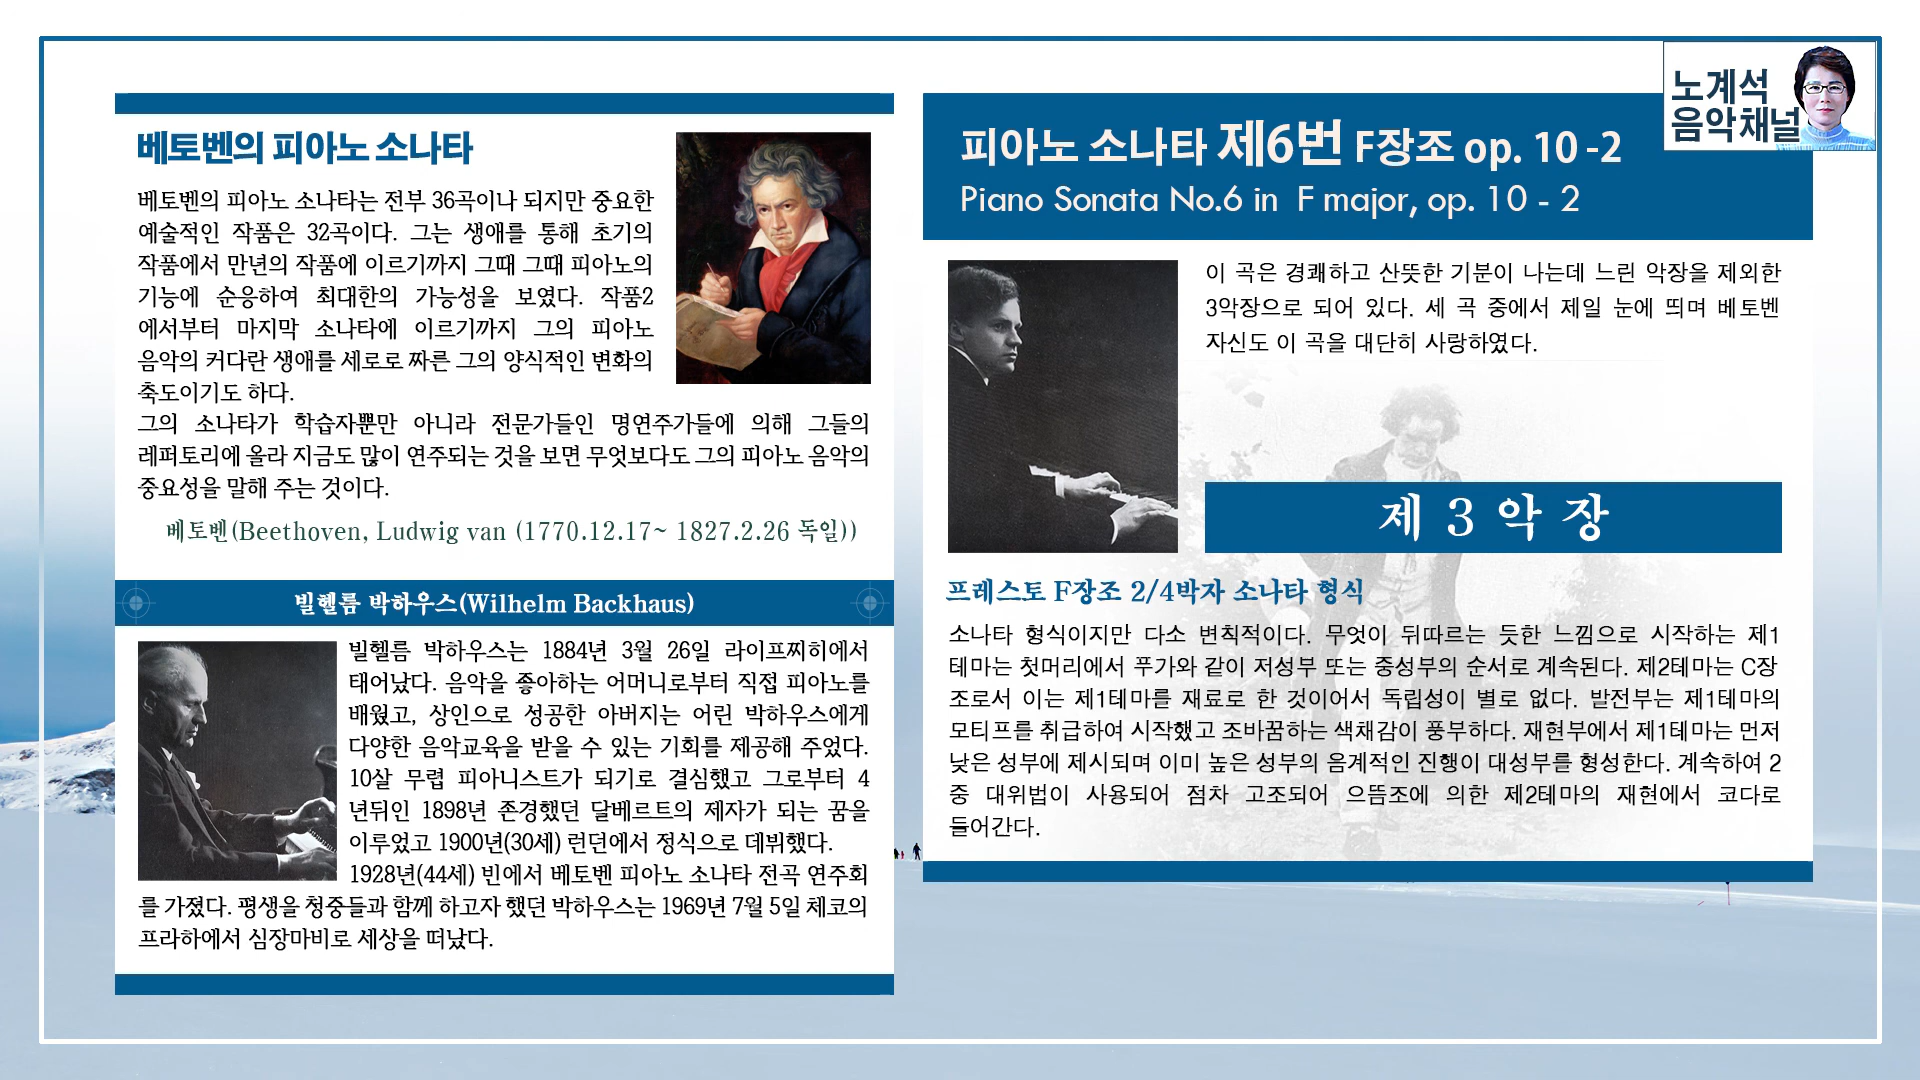 베토벤의 피아노 소나타
베토벤의 피아노 소나타는 전부 36곡이나 되지만 중요한
예술적인 작품은 32곡이다. 그는 생애를 통해 초기의
작품에서 만년의 작품에 이르기까지 그때 그때 피아노의
기능에 순응하여 최대한의 가능성을 보였다. 작품2
에서부터 마지막 소나타에 이르기까지 그의 피아노
음악의 커다란 생애를 세로로 짜른 그의 양식적인 변화의
축도이기도 하다.
그의 소나타가 학습자뿐만 아니라 전문가들인 명연주가들에 의해 그들의
레퍼토리에 올라 지금도 많이 연주되는 것을 보면 무엇보다도 그의 피아노 음악의
중요성을 말해 주는 것이다.
베토벤(Beethoven, Ludwig van (1770.12.17~ 1827.2.26 독일))
빌헬름 박하우스(Wilhelm Backhaus)
빌헬름 박하우스는 1884년 3월 26일 라이프찌히에서
태어났다. 음악을 좋아하는 어머니로부터 직접 피아노를
배웠고, 상인으로 성공한 아버지는 어린 박하우스에게
다양한 음악교육을 받을 수 있는 기회를 제공해 주었다.
10살 무렵 피아니스트가 되기로 결심했고 그로부터 4
년뒤인 1898년 존경했던 달베르트의 제자가 되는 꿈을
이루었고 1900년(30세) 런던에서 정식으로 데뷔했다.
1928년(44세) 빈에서 베토벤 피아노 소나타 전곡 연주회
를 가졌다. 평생을 청중들과 함께 하고자 했던 박하우스는 1969년 7월 5일 체코의
프라하에서 심장마비로 세상을 떠났다.
노계석
음악채널
피아노 소나타 제6번 F장조 op. 10 -2
Piano Sonata No.6 in F major, op. 10 - 2
이 곡은 경쾌하고 산뜻한 기분이 나는데 느린 악장을 제외한
3악장으로 되어 있다. 세 곡 중에서 제일 눈에 띄며 베토벤
자신도 이 곡을 대단히 사랑하였다.
제 3 악 장
프레스토 F장조 2/4박자 소나타 형식
소나타 형식이지만 다소 변칙적이다. 무엇이 뒤따르는 듯한 느낌으로 시작하는 제1
테마는 첫머리에서 푸가와 같이 저성부 또는 중성부의 순서로 계속된다. 제2테마는 C장
조로서 이는 제1테마를 재료로 한 것이어서 독립성이 별로 없다. 발전부는 제1테마의
모티프를 취급하여 시작했고 조바꿈하는 색채감이 풍부하다. 재현부에서 제1테마는 먼저
낮은 성부에 제시되며 이미 높은 성부의 음계적인 진행이 대성부를 형성한다. 계속하여 2
중 대위법이 사용되어 점차 고조되어 으뜸조에 의한 제2테마의 재현에서 코다로
들어간다.